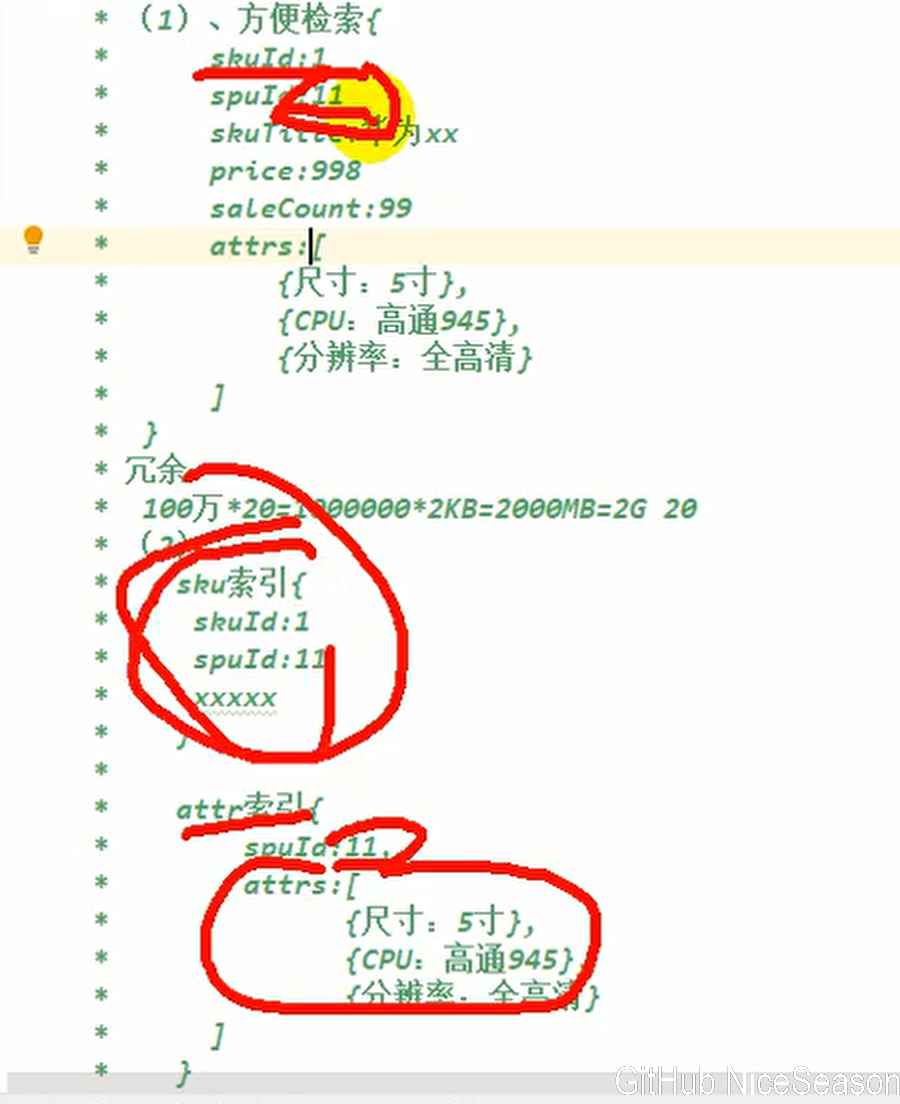 * （1）、方便检索{
* skuId:1
* spuId:11
* skuTitle:华为xx
* price:998
* saleCount:99
* attrs:[
* {尺寸：5寸},
* {CPU：高通945},
* {分辨率：全高清}
* ]
* }
* 冗余
* 100万*20=1000000*2KB=2000MB=2G 20
* （2）
* sku索引{
* skuId:1
* spuId:11
* xxxxx
* }
*
* attr索引{
* spuId:11,
* attrs:[
* {尺寸：5寸},
* {CPU：高通945},
* {分辨率：全高清}
* ]
* }
GitHub NiceSeason